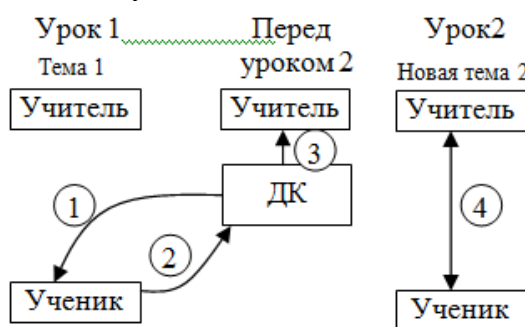 Урок 1 Перед Урок2
Тема 1 уроком 2 Новая тема 2
Учитель Учитель Учитель
3
ДК
1
4
2
Ученик Ученик